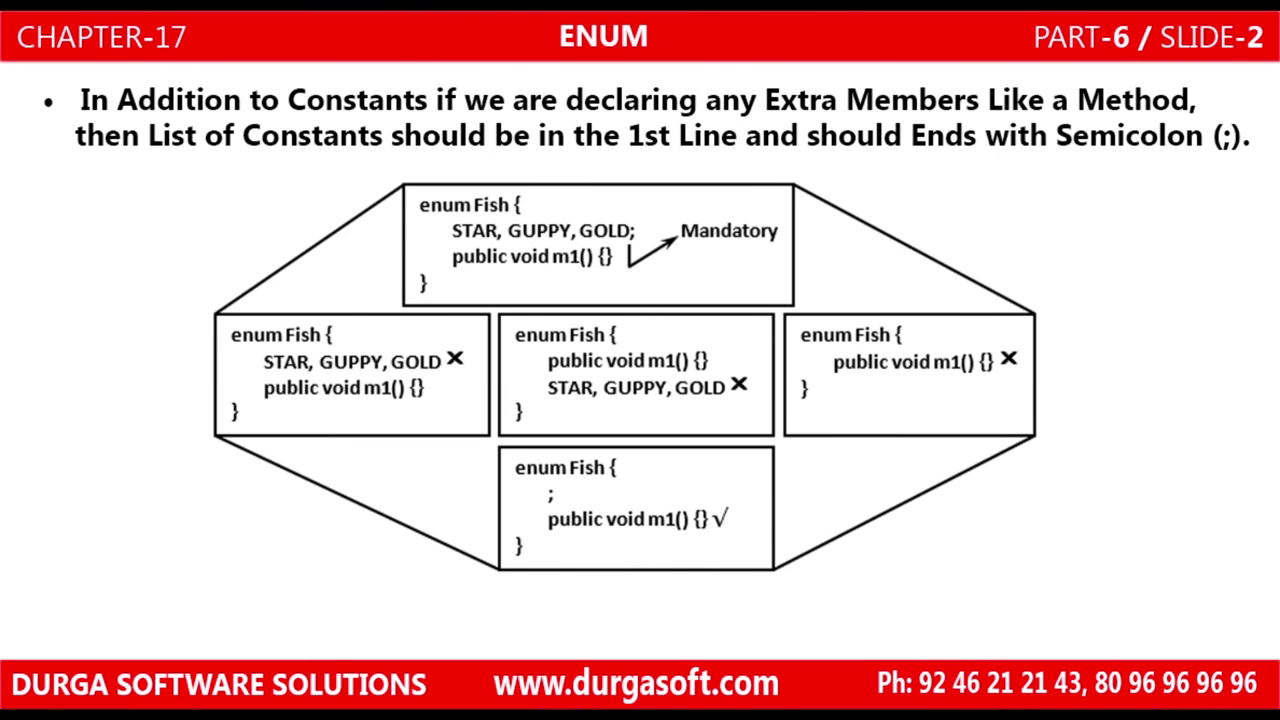 CHAPTER-17 ENUM PART-6 / SLIDE-2
• In Addition to Constants if we are declaring any Extra Members Like a Method,
then List of Constants should be in the 1st Line and should Ends with Semicolon (;).
enum Fish {
STAR, GUPPY, GOLD; Mandatory
public void m1() {}
}
enum Fish {
STAR, GUPPY, GOLD ×
public void m1() {}
}
enum Fish {
public void m1() {}
STAR, GUPPY, GOLD ×
}
enum Fish {
public void m1() {} ×
}
enum Fish {
;
public void m1() {} √
}
DURGA SOFTWARE SOLUTIONS www.durgasoft.com Ph: 92 46 21 21 43, 80 96 96 96 96